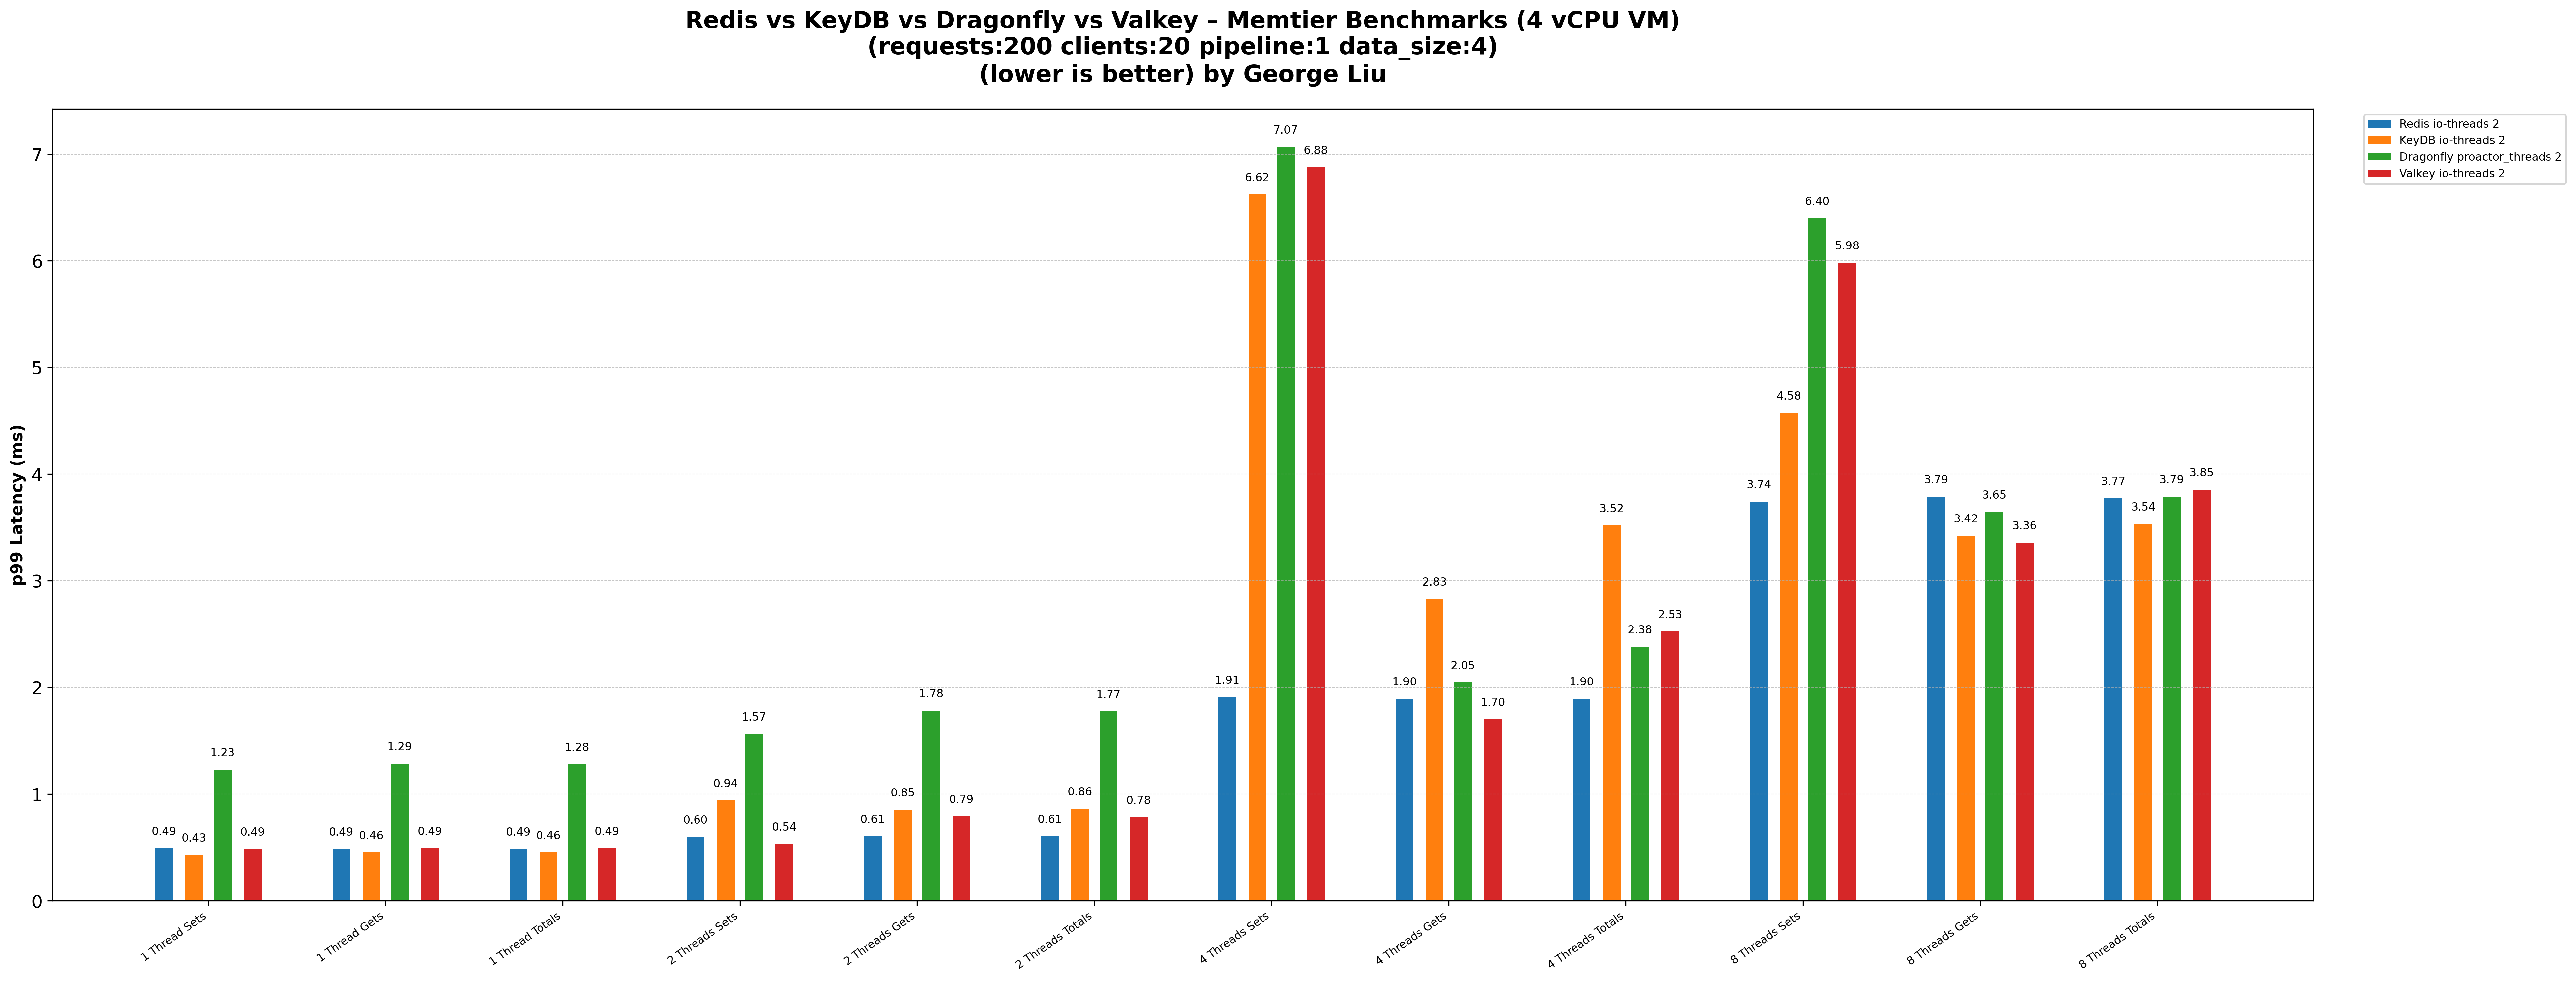 Redis vs KeyDB vs Dragonfly vs Valkey – Memtier Benchmarks (4 vCPU VM)
(requests:200 clients:20 pipeline:1 data_size:4)
(lower is better) by George Liu
Redis io-threads 2
KeyDB io-threads 2
Dragonfly proactor_threads 2
Valkey io-threads 2
p99 Latency (ms)
7
6
5
4
3
2
1
0
0.49 0.43 1.23 0.49
0.49 0.46 1.29 0.49
0.49 0.46 1.28 0.49
0.60 0.94 1.57 0.54
0.61 0.85 1.78 0.79
0.61 0.86 1.77 0.78
1.91 6.62 7.07 6.88
1.90 2.83 2.05 1.70
1.90 3.52 2.38 2.53
3.74 4.58 6.40 5.98
3.79 3.42 3.65 3.36
3.77 3.54 3.79 3.85
1 Thread Sets
1 Thread Gets
1 Thread Totals
2 Threads Sets
2 Threads Gets
2 Threads Totals
4 Threads Sets
4 Threads Gets
4 Threads Totals
8 Threads Sets
8 Threads Gets
8 Threads Totals